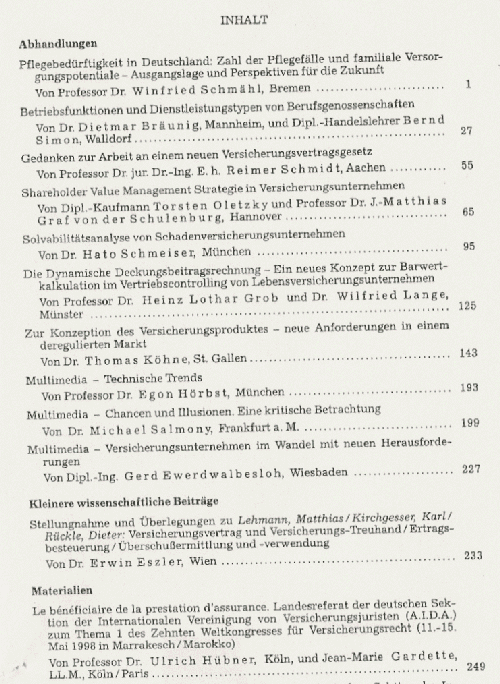 INHALT
Abhandlungen
Pflegebedürftigkeit in Deutschland: Zahl der Pflegefälle und familiale Versor-
gungspotentiale – Ausgangslage und Perspektiven für die Zukunft
Von Professor Dr. Winfried Schmähl, Bremen ........................ 1
Betriebsfunktionen und Dienstleistungstypen von Berufsgenossenschaften
Von Dr. Dietmar Bräunig, Mannheim, und Dipl.-Handelslehrer Bernd
Simon, Walldorf ........................ 27
Gedanken zur Arbeit an einem neuen Versicherungsvertragsgesetz
Von Professor Dr. jur. Dr.-Ing. E. h. Reimer Schmidt, Aachen .......... 55
Shareholder Value Management Strategie in Versicherungsunternehmen
Von Dipl.-Kaufmann Torsten Oletzky und Professor Dr. J.-Matthias
Graf von der Schulenburg, Hannover ........................ 65
Solvabilitätsanalyse von Schadenversicherungsunternehmen
Von Dr. Hato Schmeiser, München ........................ 95
Die Dynamische Deckungsbeitragsrechnung – Ein neues Konzept zur Barwert-
kalkulation im Vertriebscontrolling von Lebensversicherungsunternehmen
Von Professor Dr. Heinz Lothar Grob und Dr. Wilfried Lange,
Münster ........................ 125
Zur Konzeption des Versicherungsproduktes – neue Anforderungen in einem
deregulierten Markt
Von Dr. Thomas Köhne, St. Gallen ........................ 143
Multimedia – Technische Trends
Von Professor Dr. Egon Hörbst, München ........................ 193
Multimedia – Chancen und Illusionen. Eine kritische Betrachtung
Von Dr. Michael Salmony, Frankfurt a. M. ........................ 199
Multimedia – Versicherungsunternehmen im Wandel mit neuen Herausforde-
rungen
Von Dipl.-Ing. Gerd Ewerdwalbesloh, Wiesbaden ................ 227
Kleinere wissenschaftliche Beiträge
Stellungnahme und Überlegungen zu Lehmann, Matthias/Kirchgesser, Karl/
Rückle, Dieter: Versicherungsvertrag und Versicherungs-Treuhand/Ertrags-
besteuerung/Überschußermittlung und -verwendung
Von Dr. Erwin Eszler, Wien ........................ 233
Materialien
Le bénéficiaire de la prestation d'assurance. Landesreferat der deutschen Sek-
tion der Internationalen Vereinigung von Versicherungsjuristen (A.I.D.A.)
zum Thema 1 des Zehnten Weltkongresses für Versicherungsrecht (11.-15.
Mai 1998 in Marrakesch/Marokko)
Von Professor Dr. Ulrich Hübner, Köln, und Jean-Marie Gardette,
LL.M., Köln/Paris ........................ 249